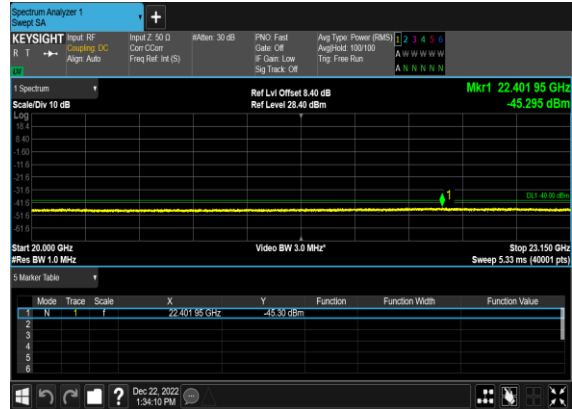 Spectrum Analyzer 1
Swept SA
+
KEYSIGHT Input: RF Input Z: 50 Ω #Atten: 30 dB PNO: Fast Avg Type: Power (RMS) 1 2 3 4 5 6
R T Coupling: DC Corr CCorr Gate: Off Avg|Hold: 100/100 A W W W W W
Align: Auto Freq Ref: Int (S) IF Gain: Low Trig: Free Run
Sig Track: Off A N N N N N
1 Spectrum Ref Lvl Offset 8.40 dB Mkr1 22.401 95 GHz
Scale/Div 10 dB Ref Level 28.40 dBm -45.295 dBm
Log
18.4
8.40
-1.60
-11.6
-21.6
-31.6
1 DL1 -40.00 dBm
-41.6
-51.6
-61.6
Start 20.000 GHz Video BW 3.0 MHz* Stop 23.150 GHz
#Res BW 1.0 MHz Sweep 5.33 ms (40001 pts)
5 Marker Table
Mode Trace Scale X Y Function Function Width Function Value
1 N 1 f 22.401 95 GHz -45.30 dBm
2
3
4
5
6
? Dec 22, 2022
1:34:10 PM